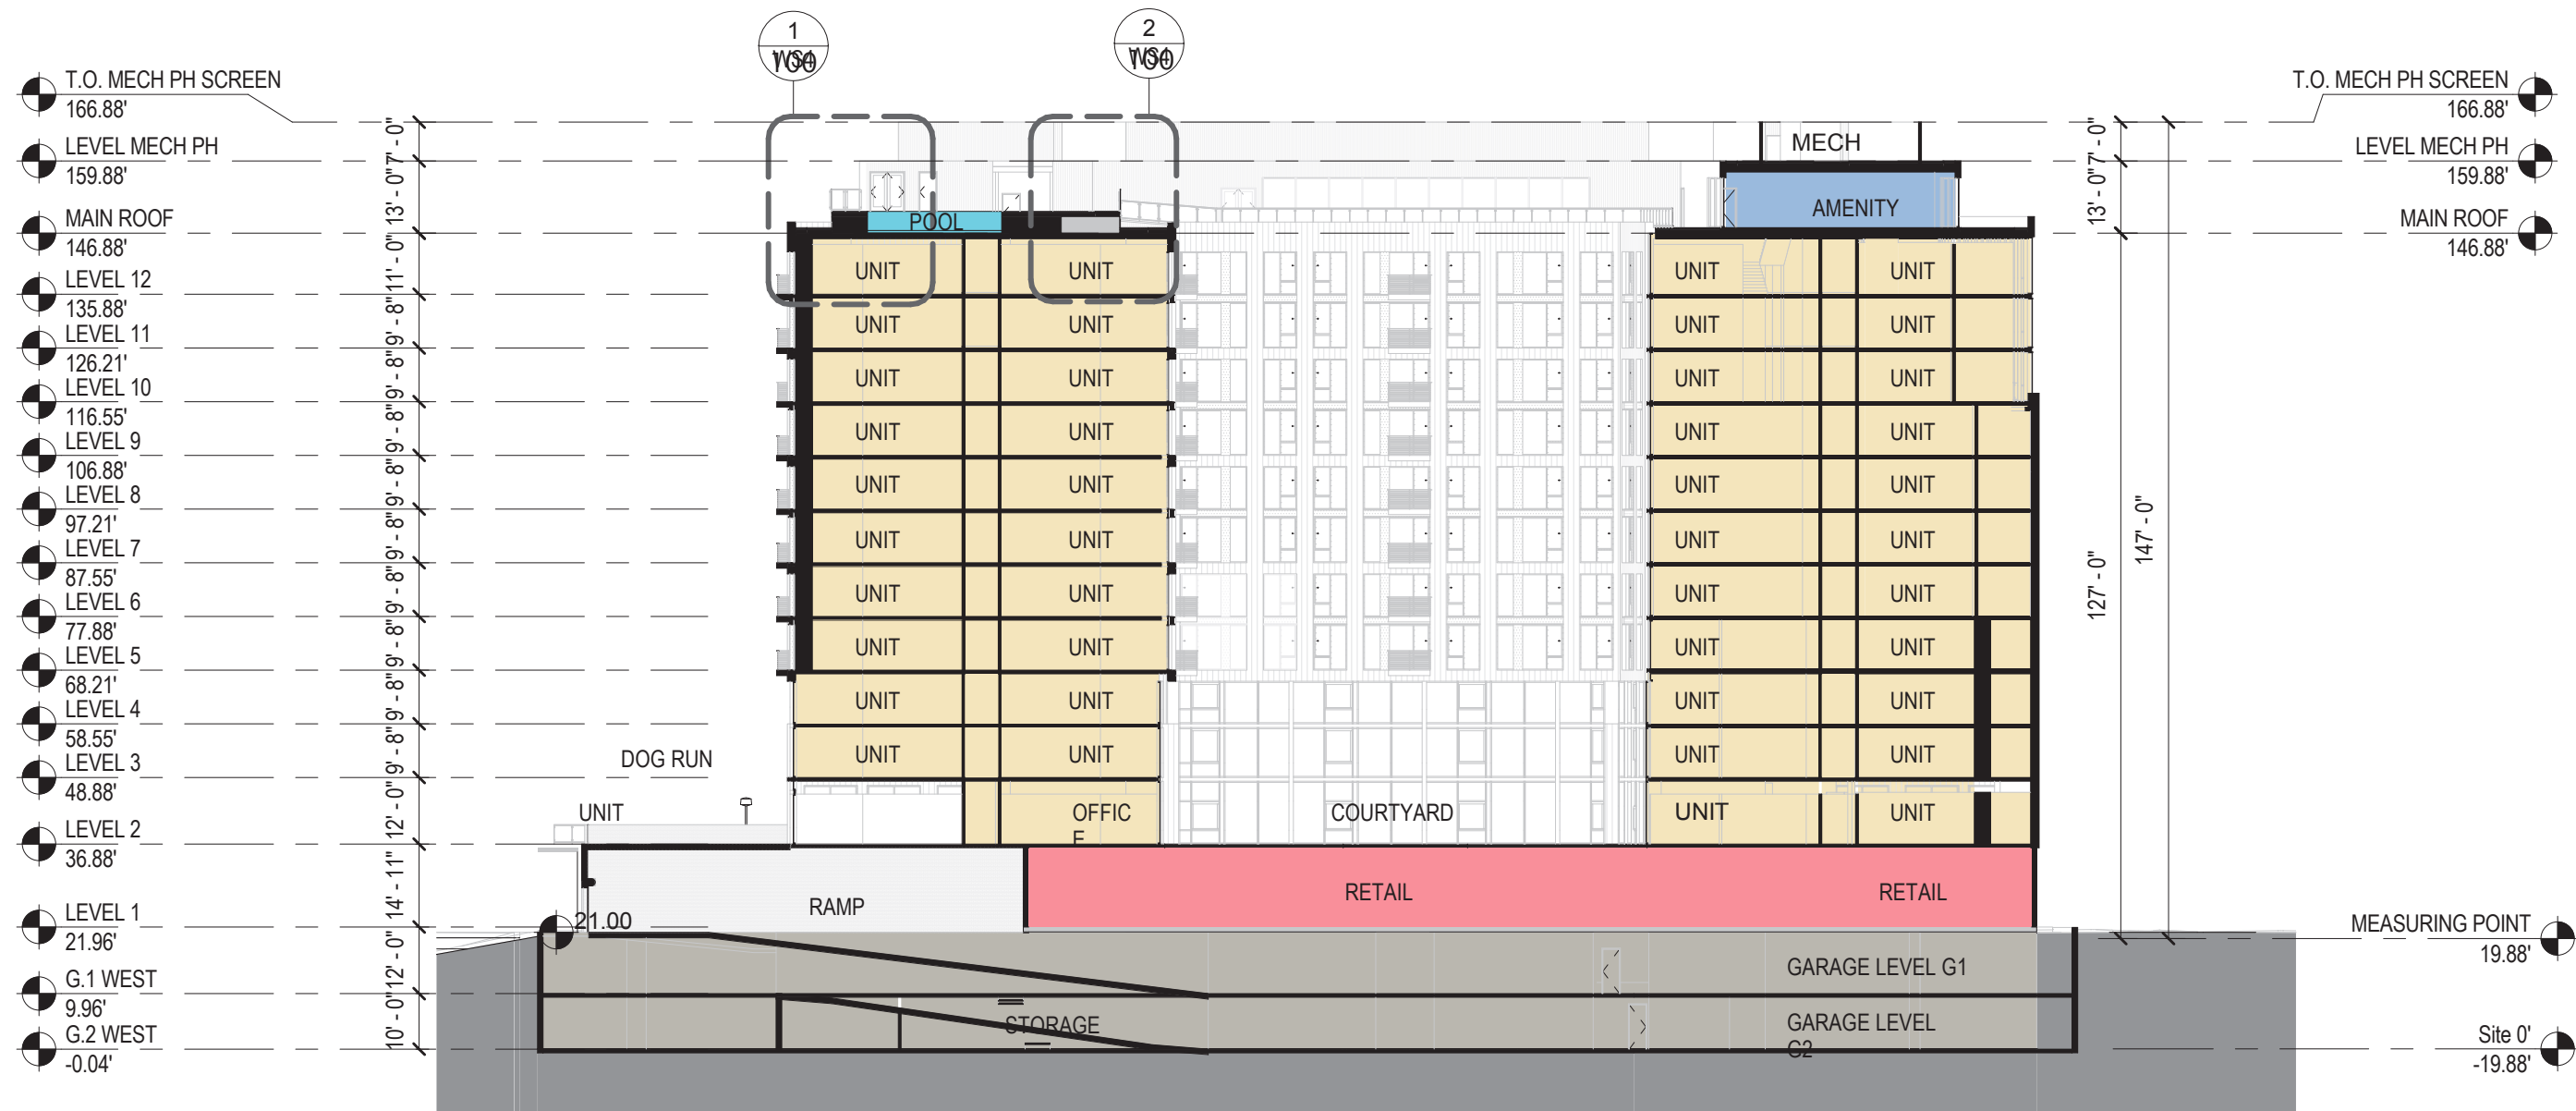 1
100
2
100
T.O. MECH PH SCREEN
166.88'
LEVEL MECH PH
159.88'
MAIN ROOF
146.88'
LEVEL 12
135.88'
LEVEL 11
126.21'
LEVEL 10
116.55'
LEVEL 9
106.88'
LEVEL 8
97.21'
LEVEL 7
87.55'
LEVEL 6
77.88'
LEVEL 5
68.21'
LEVEL 4
58.55'
LEVEL 3
48.88'
LEVEL 2
36.88'
LEVEL 1
21.96'
G.1 WEST
9.96'
G.2 WEST
-0.04'
7' - 0"
13' - 0"
11' - 0"
9' - 8"
9' - 8"
9' - 8"
9' - 8"
9' - 8"
9' - 8"
9' - 8"
9' - 8"
9' - 8"
12' - 0"
14' - 11"
12' - 0"
10' - 0"
MECH
POOL
AMENITY
UNIT UNIT UNIT UNIT
UNIT UNIT UNIT UNIT
UNIT UNIT UNIT UNIT
UNIT UNIT UNIT UNIT
UNIT UNIT UNIT UNIT
UNIT UNIT UNIT UNIT
UNIT UNIT UNIT UNIT
UNIT UNIT UNIT UNIT
UNIT UNIT UNIT UNIT
UNIT UNIT UNIT UNIT
DOG RUN
UNIT
OFFIC
E
COURTYARD
UNIT
UNIT
RAMP
RETAIL
RETAIL
21.00
GARAGE LEVEL G1
STORAGE
GARAGE LEVEL
G2
7' - 0"
13' - 0"
127' - 0"
147' - 0"
T.O. MECH PH SCREEN
166.88'
LEVEL MECH PH
159.88'
MAIN ROOF
146.88'
MEASURING POINT
19.88'
Site 0'
-19.88'